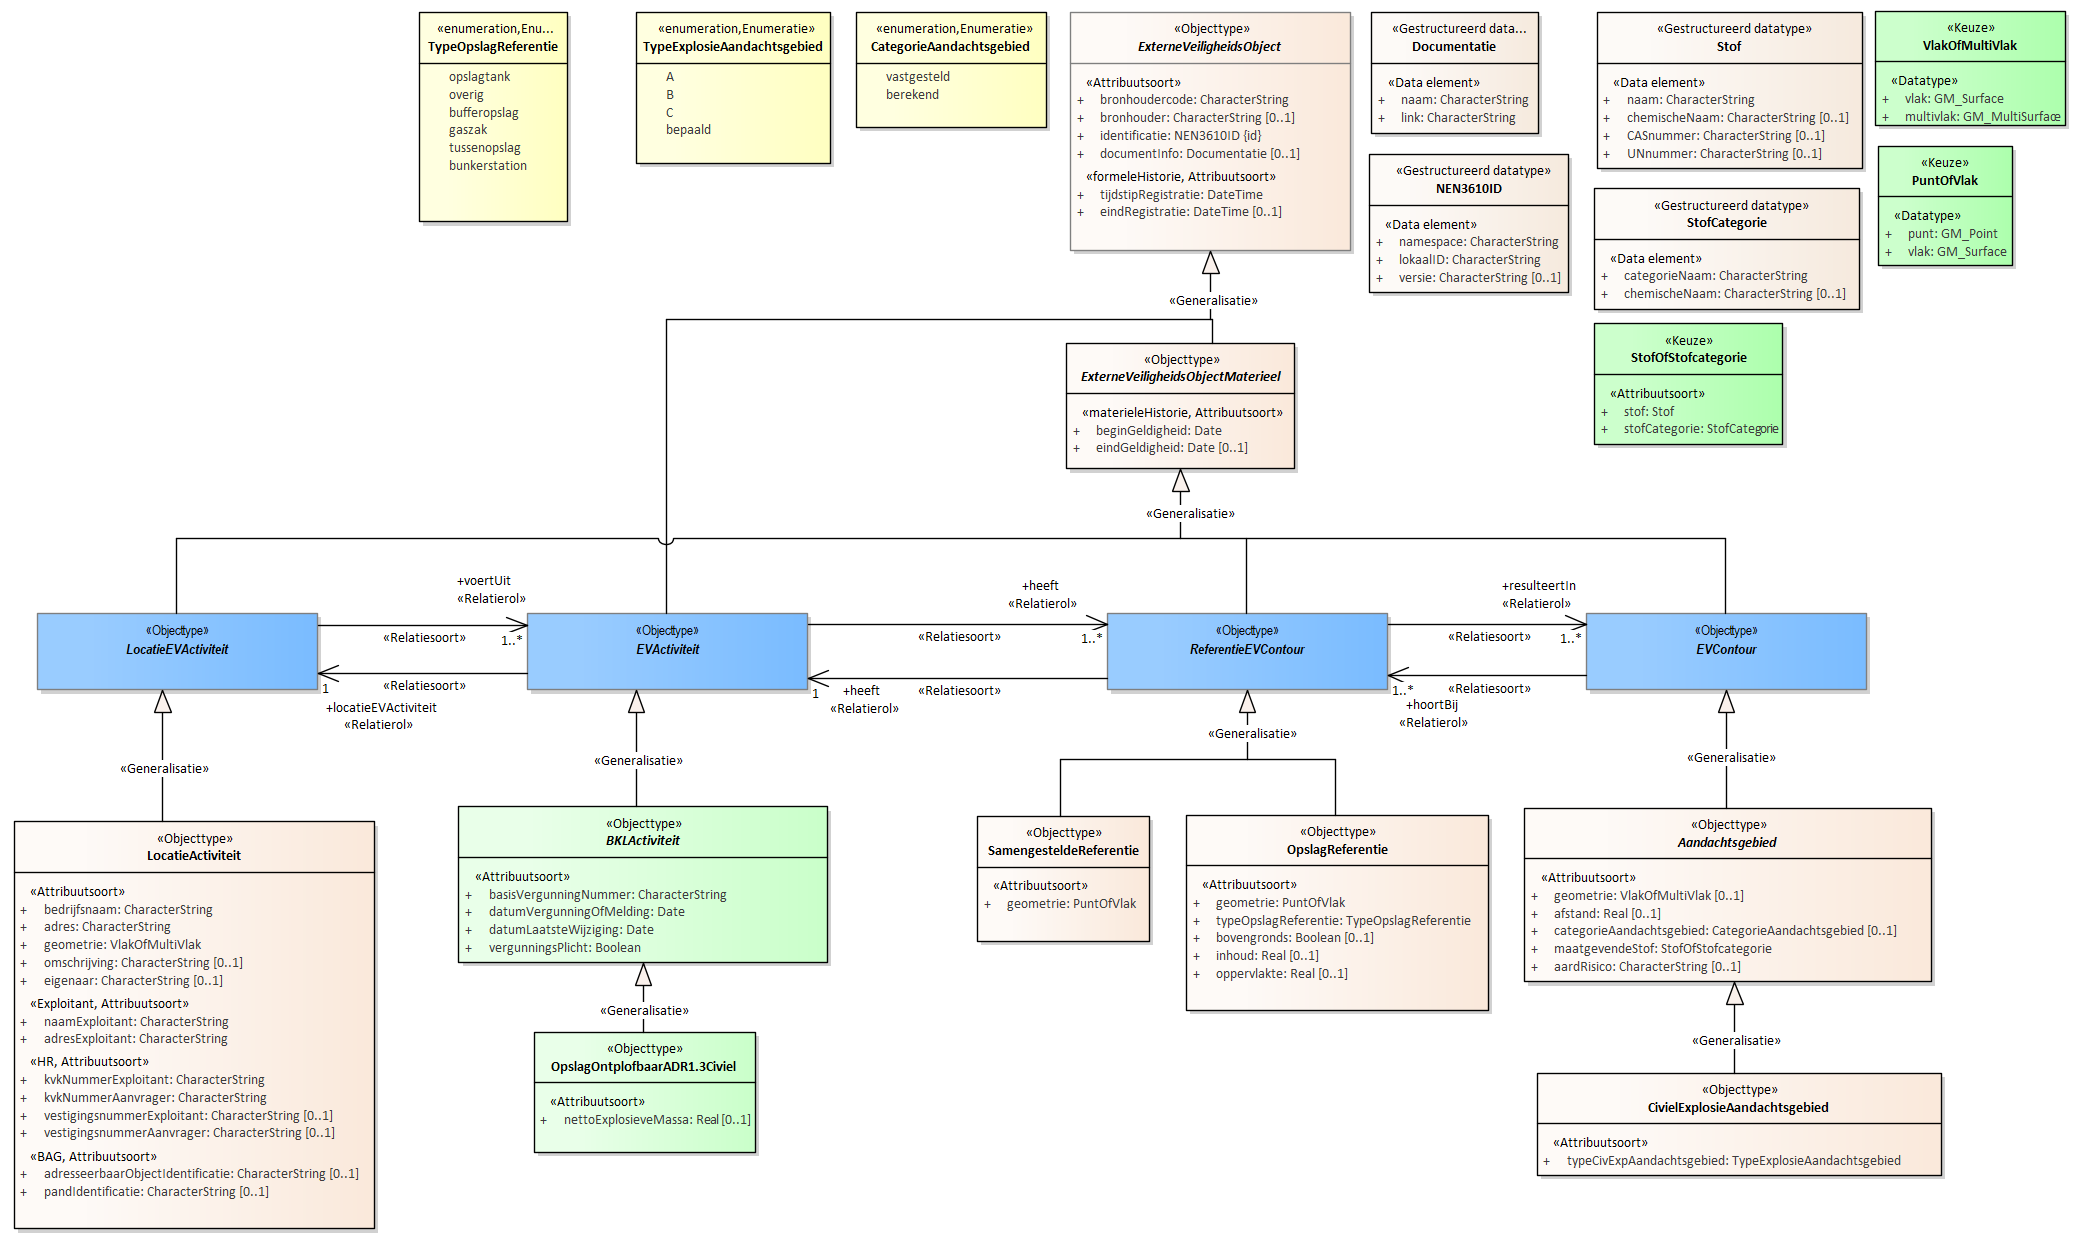 «enumeration,Enu...
TypeOpslagReferentie
opslagtank
overig
bufferopslag
gaszak
tussenopslag
bunkerstation
«enumeration,Enumeratie»
TypeExplosieAandachtsgebied
A
B
C
bepaald
«enumeration,Enumeratie»
CategorieAandachtsgebied
vastgesteld
berekend
«Objecttype»
ExterneVeiligheidsObject
«Attribuutsoort»
+ bronhoudercode: CharacterString
+ bronhouder: CharacterString [0..1]
+ identificatie: NEN3610ID {id}
+ documentInfo: Documentatie [0..1]
«formeleHistorie, Attribuutsoort»
+ tijdstipRegistratie: DateTime
+ eindRegistratie: DateTime [0..1]
«Gestructureerd data...
Documentatie
«Data element»
+ naam: CharacterString
+ link: CharacterString
«Gestructureerd datatype»
NEN3610ID
«Data element»
+ namespace: CharacterString
+ lokaalID: CharacterString
+ versie: CharacterString [0..1]
«Gestructureerd datatype»
Stof
«Data element»
+ naam: CharacterString
+ chemischeNaam: CharacterString [0..1]
+ CASnummer: CharacterString [0..1]
+ UNnummer: CharacterString [0..1]
«Gestructureerd datatype»
StofCategorie
«Data element»
+ categorieNaam: CharacterString
+ chemischeNaam: CharacterString [0..1]
«Keuze»
StofOfStofcategorie
«Attribuutsoort»
+ stof: Stof
+ stofCategorie: StofCategorie
«Keuze»
VlakOfMultiVlak
«Datatype»
+ vlak: GM_Surface
+ multivlak: GM_MultiSurface
«Keuze»
PuntOfVlak
«Datatype»
+ punt: GM_Point
+ vlak: GM_Surface
«Generalisatie»
«Objecttype»
ExterneVeiligheidsObjectMaterieel
«materieleHistorie, Attribuutsoort»
+ beginGeldigheid: Date
+ eindGeldigheid: Date [0..1]
«Generalisatie»
+voertUit
«Relatierol»
«Relatiesoort»
1..*
+heeft
«Relatierol»
«Relatiesoort»
1..*
+resulteertIn
«Relatierol»
«Relatiesoort»
1..*
«Objecttype»
LocatieEVActiviteit
«Objecttype»
EVActiviteit
«Objecttype»
ReferentieEVContour
«Objecttype»
EVContour
«Relatiesoort»
1
+locatieEVActiviteit
«Relatierol»
«Relatiesoort»
1
+heeft
«Relatierol»
«Relatiesoort»
1..*
+hoortBij
«Relatierol»
«Generalisatie»
«Generalisatie»
«Generalisatie»
«Generalisatie»
«Objecttype»
LocatieActiviteit
«Attribuutsoort»
+ bedrijfsnaam: CharacterString
+ adres: CharacterString
+ geometrie: VlakOfMultiVlak
+ omschrijving: CharacterString [0..1]
+ eigenaar: CharacterString [0..1]
«Exploitant, Attribuutsoort»
+ naamExploitant: CharacterString
+ adresExploitant: CharacterString
«HR, Attribuutsoort»
+ kvkNummerExploitant: CharacterString
+ kvkNummerAanvrager: CharacterString
+ vestigingsnummerExploitant: CharacterString [0..1]
+ vestigingsnummerAanvrager: CharacterString [0..1]
«BAG, Attribuutsoort»
+ adresseerbaarObjectIdentificatie: CharacterString [0..1]
+ pandIdentificatie: CharacterString [0..1]
«Objecttype»
BKLActiviteit
«Attribuutsoort»
+ basisVergunningNummer: CharacterString
+ datumVergunningOfMelding: Date
+ datumLaatsteWijziging: Date
+ vergunningsPlicht: Boolean
«Generalisatie»
«Objecttype»
OpslagOntplofbaarADR1.3Civiel
«Attribuutsoort»
+ nettoExplosieveMassa: Real [0..1]
«Objecttype»
SamengesteldeReferentie
«Attribuutsoort»
+ geometrie: PuntOfVlak
«Objecttype»
OpslagReferentie
«Attribuutsoort»
+ geometrie: PuntOfVlak
+ typeOpslagReferentie: TypeOpslagReferentie
+ bovengronds: Boolean [0..1]
+ inhoud: Real [0..1]
+ oppervlakte: Real [0..1]
«Objecttype»
Aandachtsgebied
«Attribuutsoort»
+ geometrie: VlakOfMultiVlak [0..1]
+ afstand: Real [0..1]
+ categorieAandachtsgebied: CategorieAandachtsgebied [0..1]
+ maatgevendeStof: StofOfStofcategorie
+ aardRisico: CharacterString [0..1]
«Generalisatie»
«Objecttype»
CivielExplosieAandachtsgebied
«Attribuutsoort»
+ typeCivExpAandachtsgebied: TypeExplosieAandachtsgebied